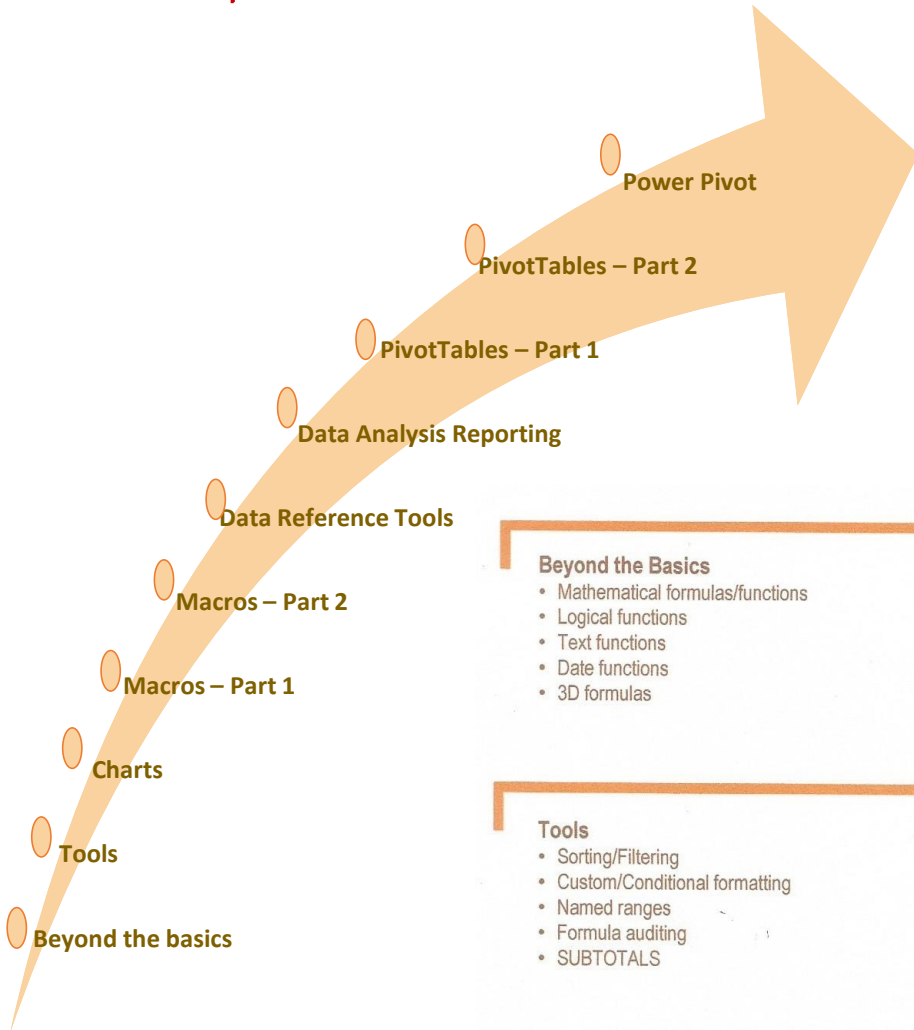 Power Pivot
PivotTables – Part 2
PivotTables – Part 1
Data Analysis Reporting
Data Reference Tools
Macros – Part 2
Macros – Part 1
Charts
Tools
Beyond the basics
Beyond the Basics
• Mathematical formulas/functions
• Logical functions
• Text functions
• Date functions
• 3D formulas
Tools
• Sorting/Filtering
• Custom/Conditional formatting
• Named ranges
• Formula auditing
• SUBTOTALS